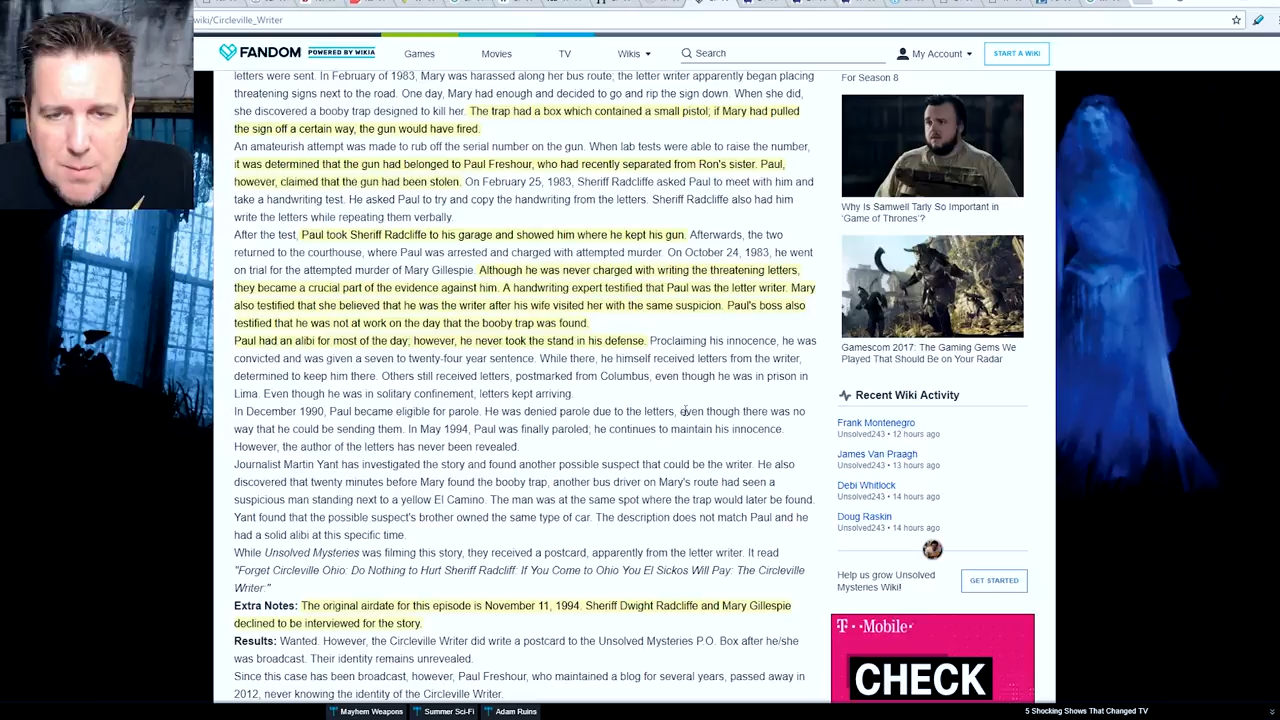 wiki/Circleville_Writer
FANDOM POWERED BY WIKIA Games Movies TV Wikis Search My Account START A WIKI
letters were sent. In February of 1983, Mary was harassed along her bus route; the letter writer apparently began placing
threatening signs next to the road. One day, Mary had enough and decided to go and rip the sign down. When she did,
she discovered a booby trap designed to kill her. The trap had a box which contained a small pistol; if Mary had pulled
the sign off a certain way, the gun would have fired.
An amateurish attempt was made to rub off the serial number on the gun. When lab tests were able to raise the number,
it was determined that the gun had belonged to Paul Freshour, who had recently separated from Ron's sister. Paul,
however, claimed that the gun had been stolen. On February 25, 1983, Sheriff Radcliffe asked Paul to meet with him and
take a handwriting test. He asked Paul to try and copy the handwriting from the letters. Sheriff Radcliffe also had him
write the letters while repeating them verbally.
After the test, Paul took Sheriff Radcliffe to his garage and showed him where he kept his gun. Afterwards, the two
returned to the courthouse, where Paul was arrested and charged with attempted murder. On October 24, 1983, he went
on trial for the attempted murder of Mary Gillespie. Although he was never charged with writing the threatening letters,
they became a crucial part of the evidence against him. A handwriting expert testified that Paul was the letter writer. Mary
also testified that she believed that he was the writer after his wife visited her with the same suspicion. Paul's boss also
testified that he was not at work on the day that the booby trap was found.
Paul had an alibi for most of the day; however, he never took the stand in his defense. Proclaiming his innocence, he was
convicted and was given a seven to twenty-four year sentence. While there, he himself received letters from the writer,
determined to keep him there. Others still received letters, postmarked from Columbus, even though he was in prison in
Lima. Even though he was in solitary confinement, letters kept arriving.
In December 1990, Paul became eligible for parole. He was denied parole due to the letters, even though there was no
way that he could be sending them. In May 1994, Paul was finally paroled; he continues to maintain his innocence.
However, the author of the letters has never been revealed.
Journalist Martin Yant has investigated the story and found another possible suspect that could be the writer. He also
discovered that twenty minutes before Mary found the booby trap, another bus driver on Mary's route had seen a
suspicious man standing next to a yellow El Camino. The man was at the same spot where the trap would later be found.
Yant found that the possible suspect's brother owned the same type of car. The description does not match Paul and he
had a solid alibi at this specific time.
While Unsolved Mysteries was filming this story, they received a postcard, apparently from the letter writer. It read
"Forget Circleville Ohio: Do Nothing to Hurt Sheriff Radcliff: If You Come to Ohio You El Sickos Will Pay: The Circleville
Writer:"
Extra Notes: The original airdate for this episode is November 11, 1994. Sheriff Dwight Radcliffe and Mary Gillespie
declined to be interviewed for the story.
Results: Wanted. However, the Circleville Writer did write a postcard to the Unsolved Mysteries P.O. Box after he/she
was broadcast. Their identity remains unrevealed.
Since this case has been broadcast, however, Paul Freshour, who maintained a blog for several years, passed away in
2012, never knowing the identity of the Circleville Writer.
For Season 8
Why Is Samwell Tarly So Important in
'Game of Thrones'?
Gamescom 2017: The Gaming Gems We
Played That Should Be on Your Radar
Recent Wiki Activity
Frank Montenegro
Unsolved243 • 12 hours ago
James Van Praagh
Unsolved243 • 13 hours ago
Debi Whitlock
Unsolved243 • 14 hours ago
Doug Raskin
Unsolved243 • 14 hours ago
Help us grow Unsolved
Mysteries Wiki!
GET STARTED
T Mobile
CHECK
Mayhem Weapons Summer Sci-Fi Adam Ruins 5 Shocking Shows That Changed TV